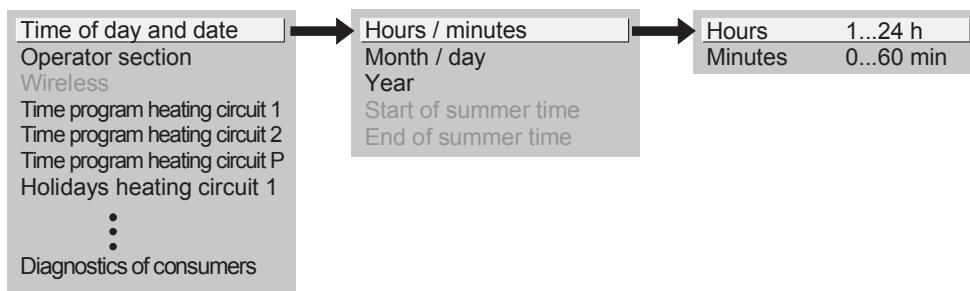 Time of day and date
Operator section
Wireless
Time program heating circuit 1
Time program heating circuit 2
Time program heating circuit P
Holidays heating circuit 1
Diagnostics of consumers
Hours / minutes
Month / day
Year
Start of summer time
End of summer time
Hours 1...24 h
Minutes 0...60 min